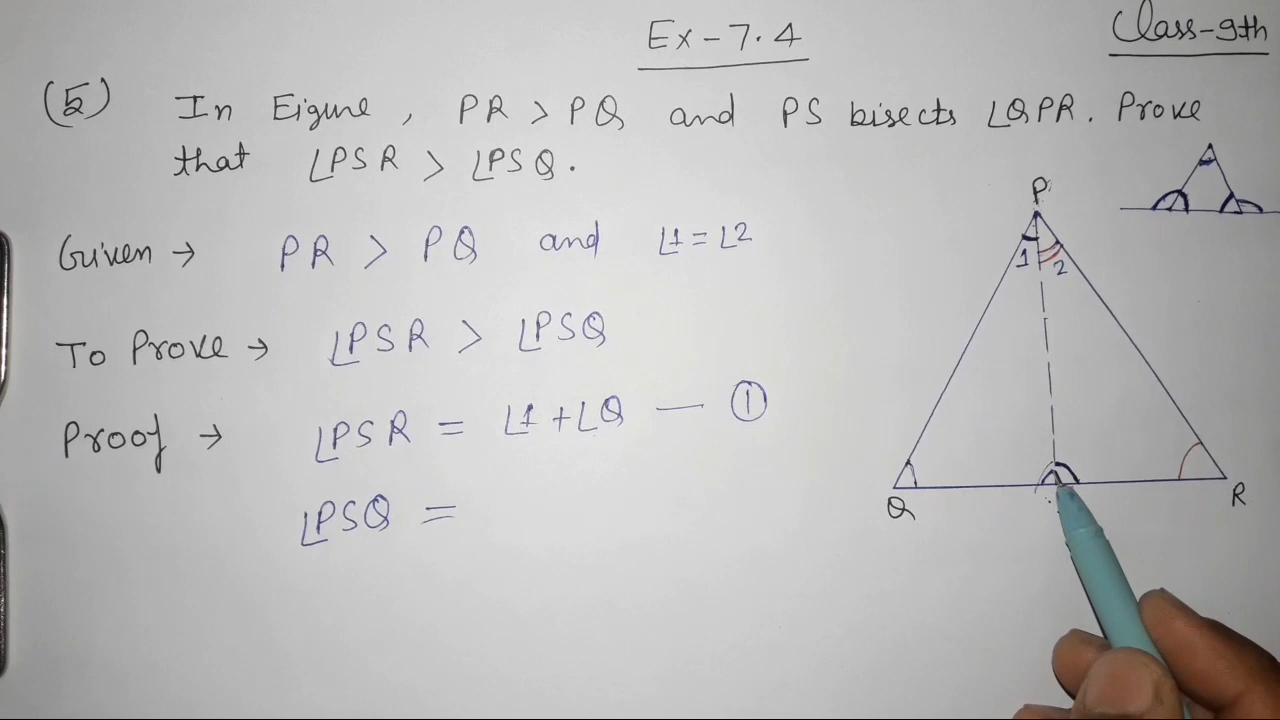 Ex-7.4
Class-9th
(5) In Figure, PR > PQ and PS bisects ∠QPR. Prove
that ∠PSR > ∠PSQ.
Given → PR > PQ and ∠1 = ∠2
To Prove → ∠PSR > ∠PSQ
Proof → ∠PSR = ∠1 + ∠Q — ①
∠PSQ =
P
1 2
Q
R